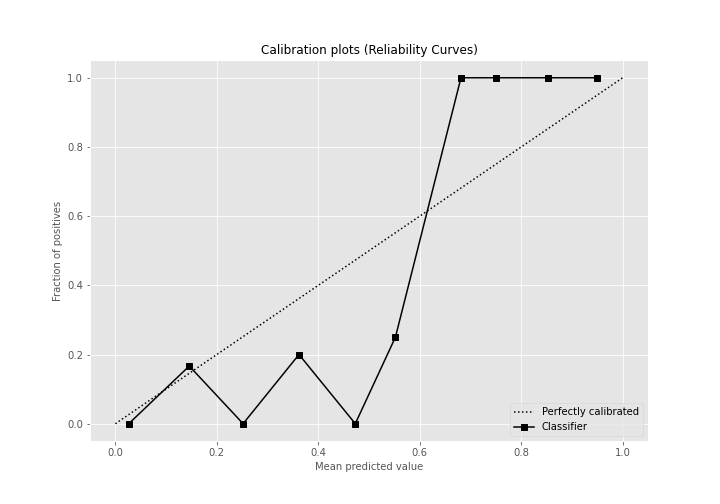 Calibration plots (Reliability Curves)
Fraction of positives
1.0
0.8
0.6
0.4
0.2
0.0
0.0 0.2 0.4 0.6 0.8 1.0
Mean predicted value
Perfectly calibrated
Classifier